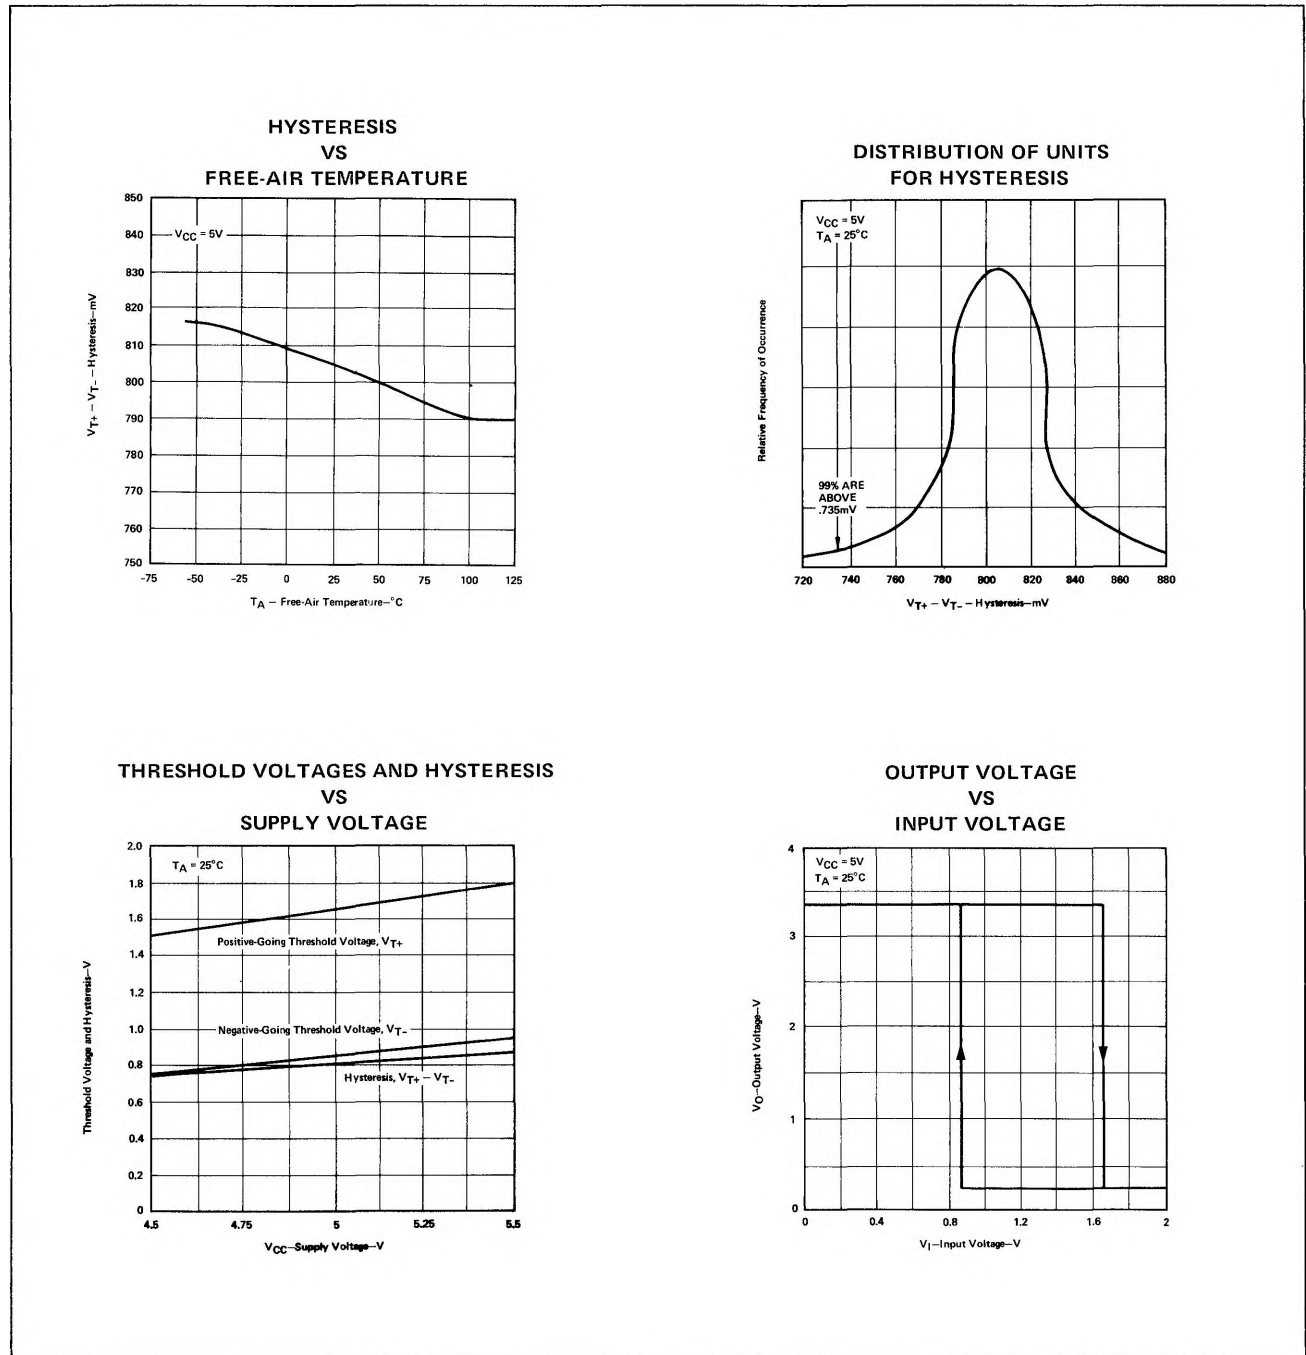 HYSTERESIS
VS
FREE-AIR TEMPERATURE
850
840
830
820
810
800
790
780
770
760
750
VCC = 5V
VT+ – VT- – Hysteresis–mV
-75 -50 -25 0 25 50 75 100 125
TA – Free-Air Temperature–°C
DISTRIBUTION OF UNITS
FOR HYSTERESIS
VCC = 5V
TA = 25°C
Relative Frequency of Occurrence
99% ARE
ABOVE
.735mV
720 740 760 780 800 820 840 860 880
VT+ – VT- – Hysteresis–mV
THRESHOLD VOLTAGES AND HYSTERESIS
VS
SUPPLY VOLTAGE
2.0
1.8
1.6
1.4
1.2
1.0
0.8
0.6
0.4
0.2
0
TA = 25°C
Positive-Going Threshold Voltage, VT+
Negative-Going Threshold Voltage, VT-
Hysteresis, VT+ – VT-
Threshold Voltage and Hysteresis–V
4.5 4.75 5 5.25 5.5
VCC–Supply Voltage–V
OUTPUT VOLTAGE
VS
INPUT VOLTAGE
4
3
2
1
0
VCC = 5V
TA = 25°C
VO–Output Voltage–V
0 0.4 0.8 1.2 1.6 2
VI–Input Voltage–V